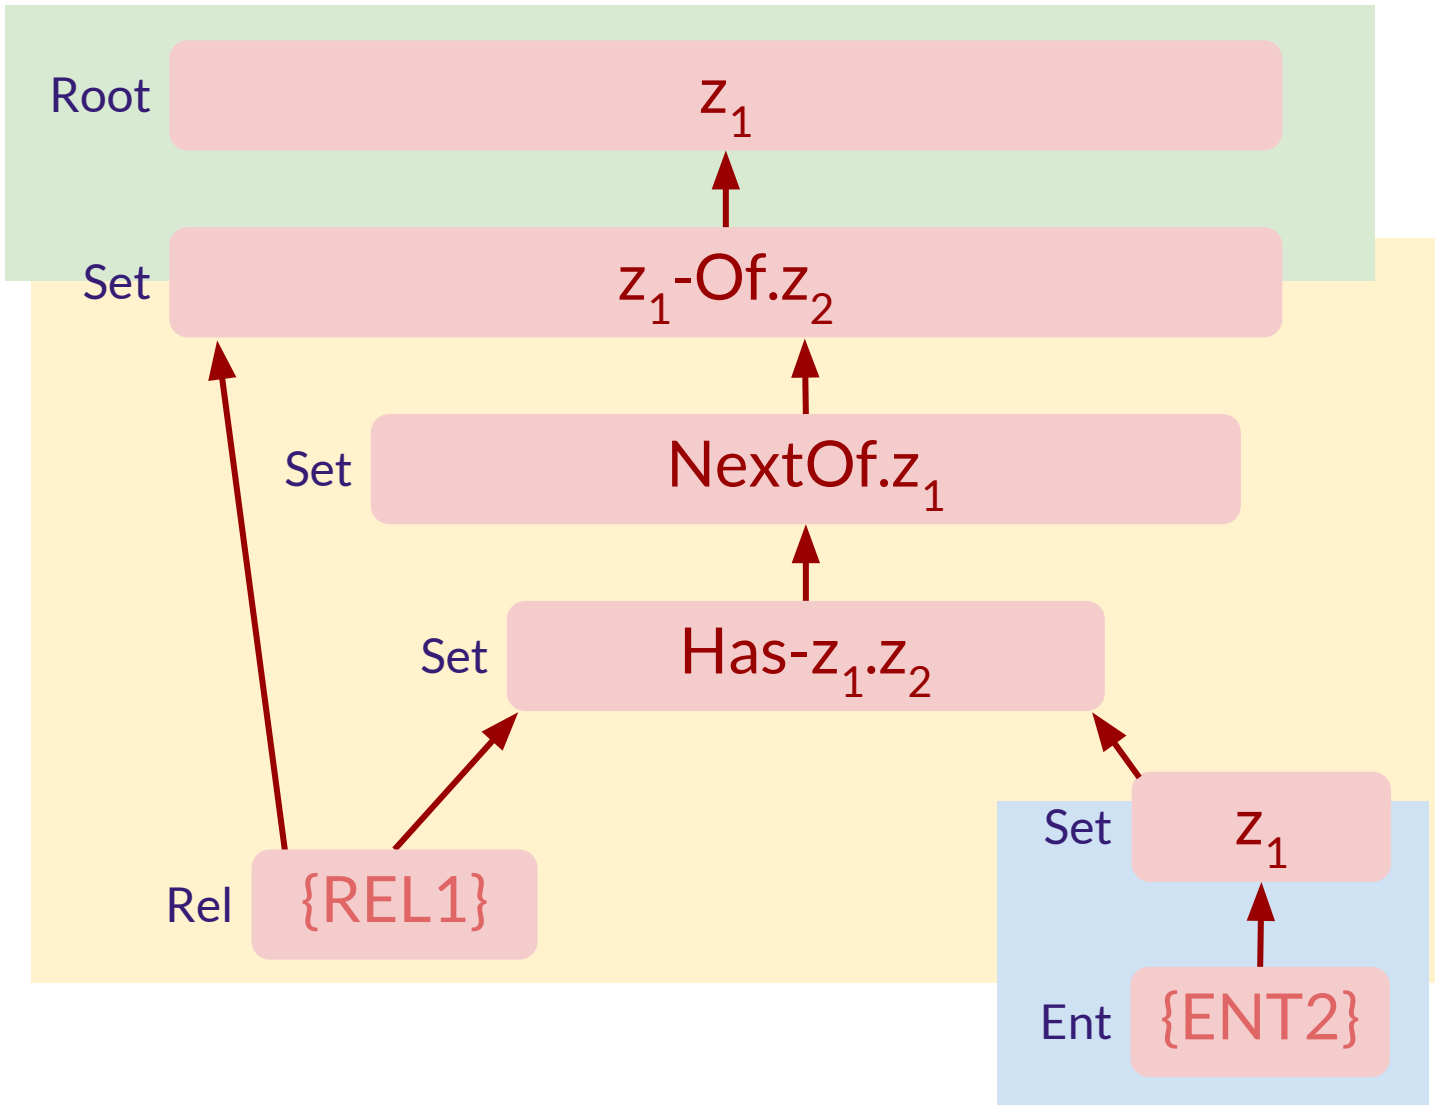 Root z₁
Set z₁-Of.z₂
Set NextOf.z₁
Set Has-z₁.z₂
Set z₁
Rel {REL1}
Ent {ENT2}